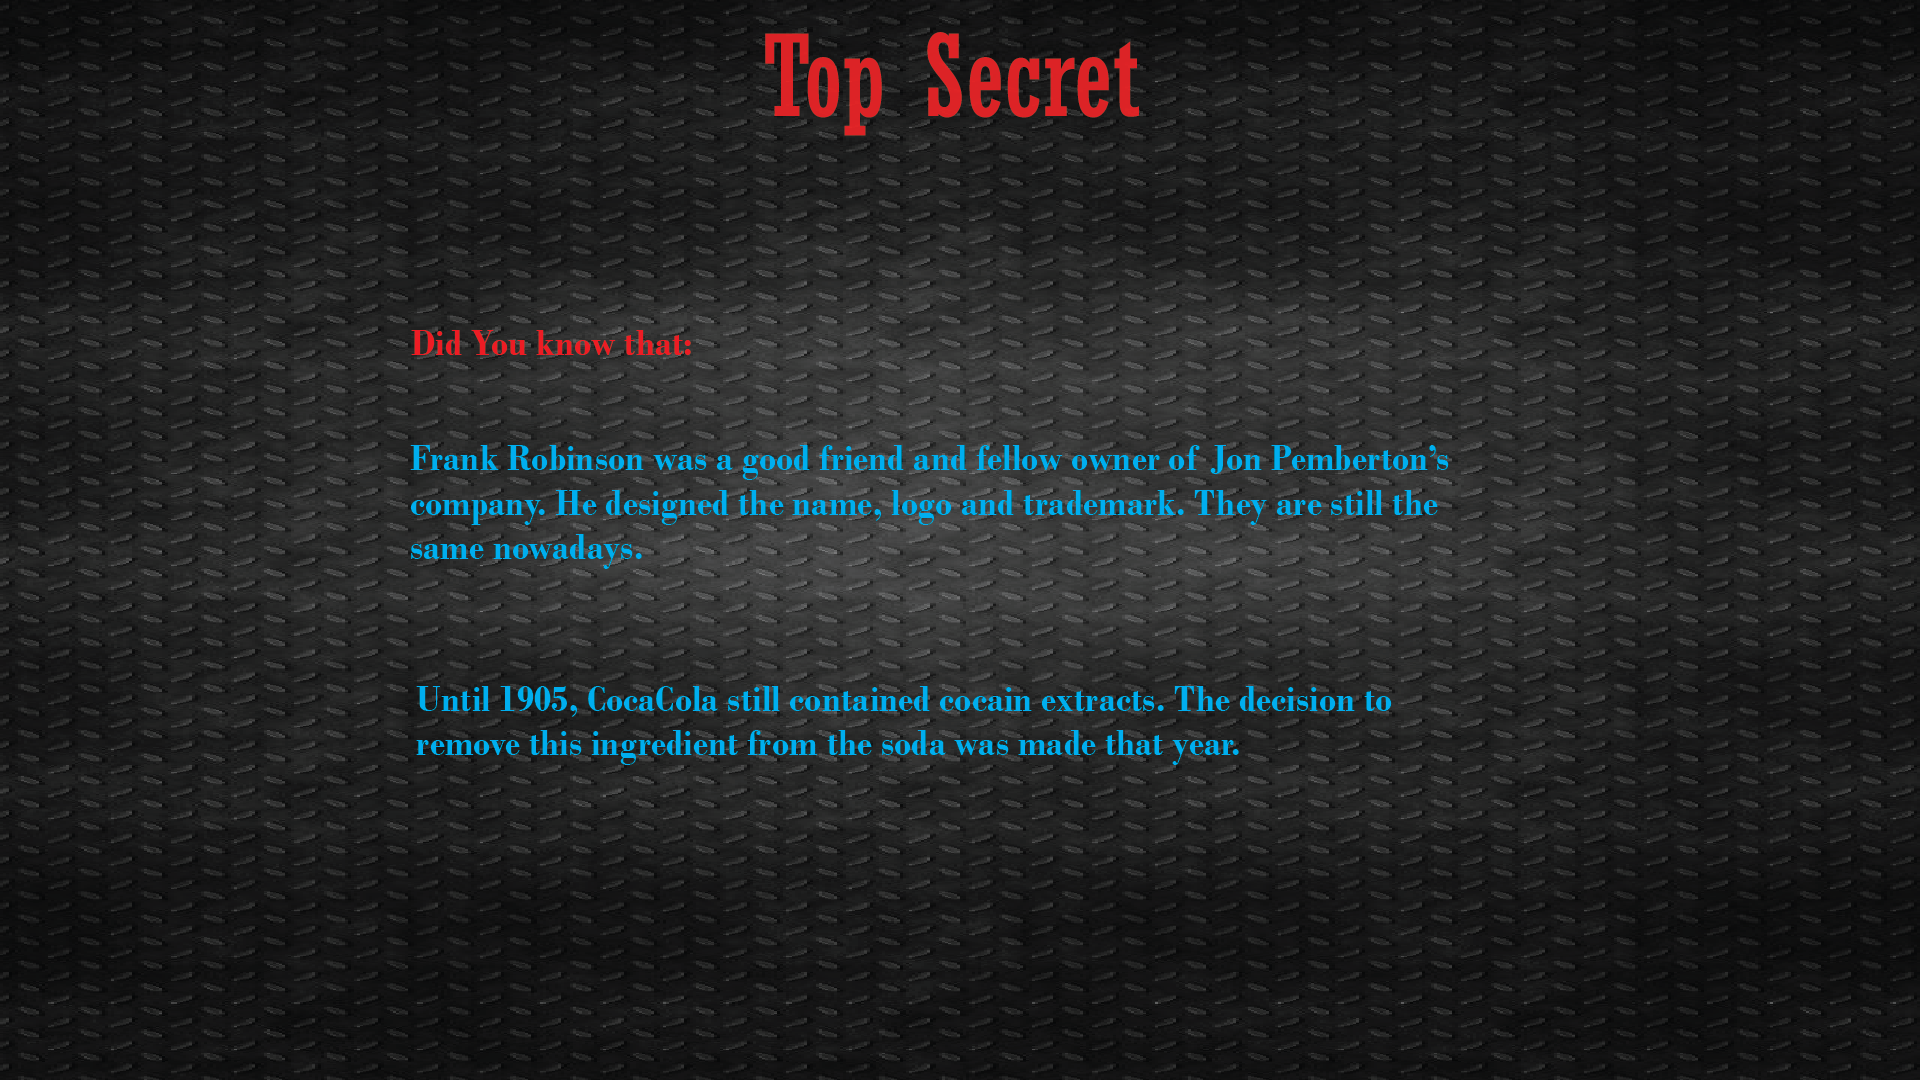 Top Secret
Did You know that:
Frank Robinson was a good friend and fellow owner of Jon Pemberton’s
company. He designed the name, logo and trademark. They are still the
same nowadays.
Until 1905, CocaCola still contained cocain extracts. The decision to
remove this ingredient from the soda was made that year.